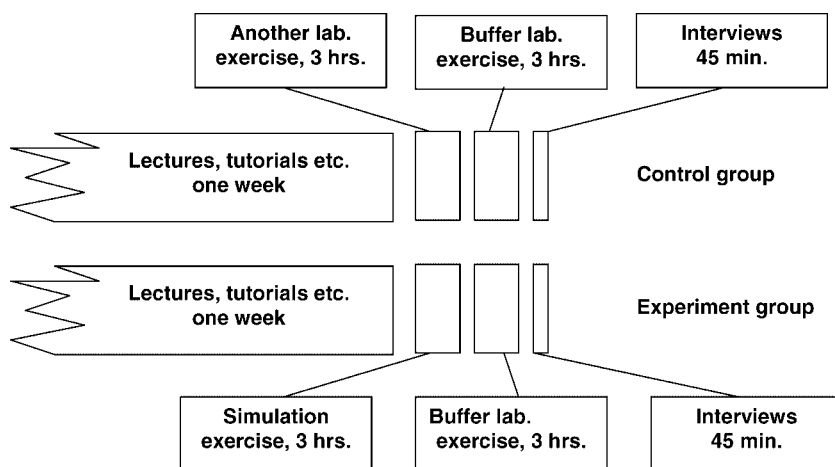 Another lab.
exercise, 3 hrs.
Buffer lab.
exercise, 3 hrs.
Interviews
45 min.
Lectures, tutorials etc.
one week
Control group
Lectures, tutorials etc.
one week
Experiment group
Simulation
exercise, 3 hrs.
Buffer lab.
exercise, 3 hrs.
Interviews
45 min.